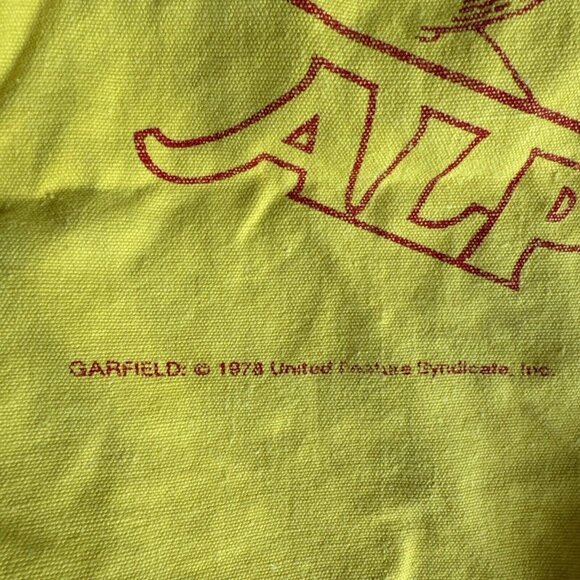 ALP
GARFIELD: © 1978 United Feature Syndicate, Inc.